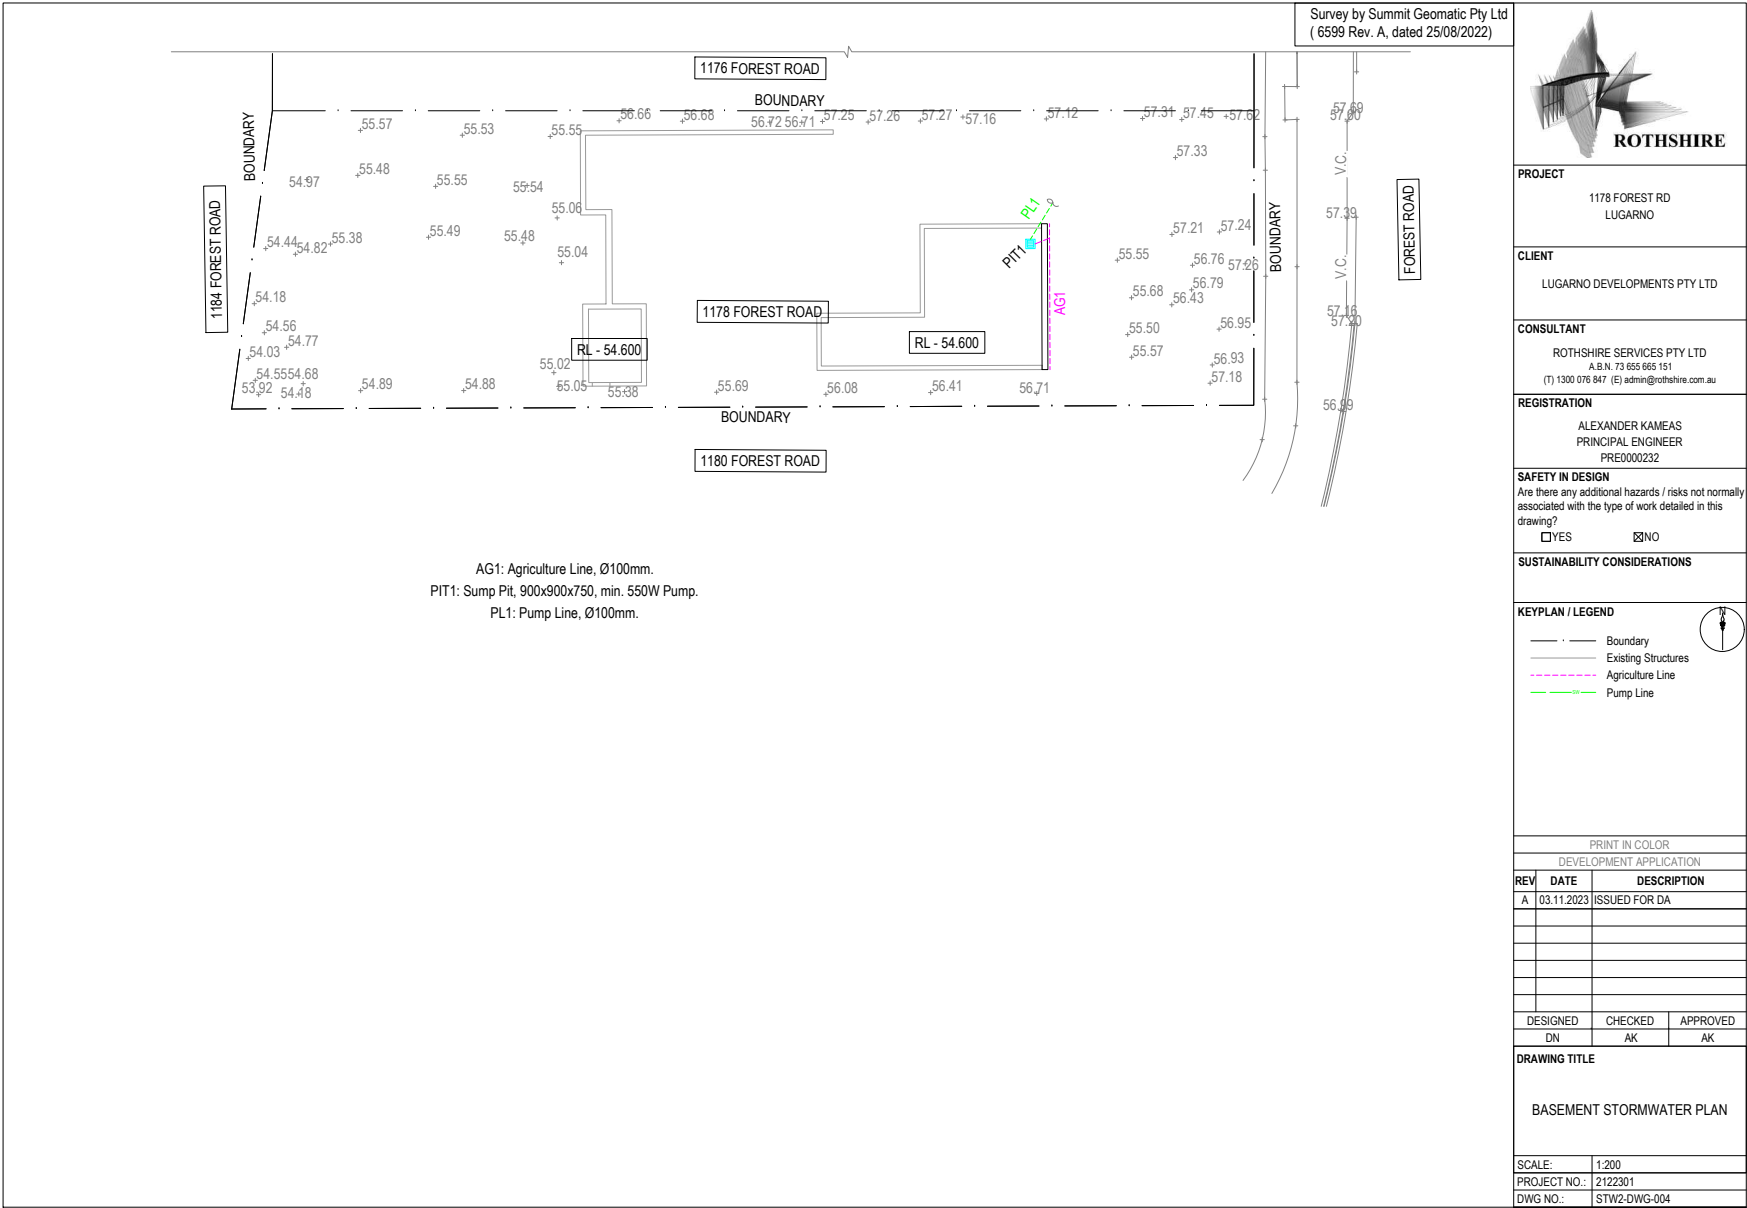 Survey by Summit Geomatic Pty Ltd
( 6599 Rev. A, dated 25/08/2022)
1176 FOREST ROAD
BOUNDARY
BOUNDARY
BOUNDARY
BOUNDARY
1184 FOREST ROAD
FOREST ROAD
1178 FOREST ROAD
1180 FOREST ROAD
RL - 54.600
RL - 54.600
PL1
PIT1
AG1
V.C.
V.C.
55.57
55.53
55.55
56.66
56.68
56.72
56.71
57.25
57.26
57.27
57.16
57.12
57.31
57.45
57.62
57.69
57.33
54.97
55.48
55.55
55.54
55.06
57.39
54.44
54.82
55.38
55.49
55.48
55.04
57.21
57.24
55.55
56.76
57.26
54.18
55.68
56.79
56.43
57.16
57.20
54.56
54.77
54.03
55.50
56.95
55.57
56.93
54.55
54.68
53.92
54.18
54.89
54.88
55.02
55.05
55.38
55.69
56.08
56.41
56.71
57.18
AG1: Agriculture Line, Ø100mm.
PIT1: Sump Pit, 900x900x750, min. 550W Pump.
PL1: Pump Line, Ø100mm.
ROTHSHIRE
PROJECT
1178 FOREST RD
LUGARNO
CLIENT
LUGARNO DEVELOPMENTS PTY LTD
CONSULTANT
ROTHSHIRE SERVICES PTY LTD
A.B.N. 73 655 665 151
(T) 1300 076 847 (E) admin@rothshire.com.au
REGISTRATION
ALEXANDER KAMEAS
PRINCIPAL ENGINEER
PRE0000232
SAFETY IN DESIGN
Are there any additional hazards / risks not normally
associated with the type of work detailed in this
drawing?
YES NO
SUSTAINABILITY CONSIDERATIONS
KEYPLAN / LEGEND
N
Boundary
Existing Structures
Agriculture Line
Pump Line
PRINT IN COLOR
DEVELOPMENT APPLICATION
REV DATE DESCRIPTION
A 03.11.2023 ISSUED FOR DA
DESIGNED CHECKED APPROVED
DN AK AK
DRAWING TITLE
BASEMENT STORMWATER PLAN
SCALE: 1:200
PROJECT NO.: 2122301
DWG NO.: STW2-DWG-004